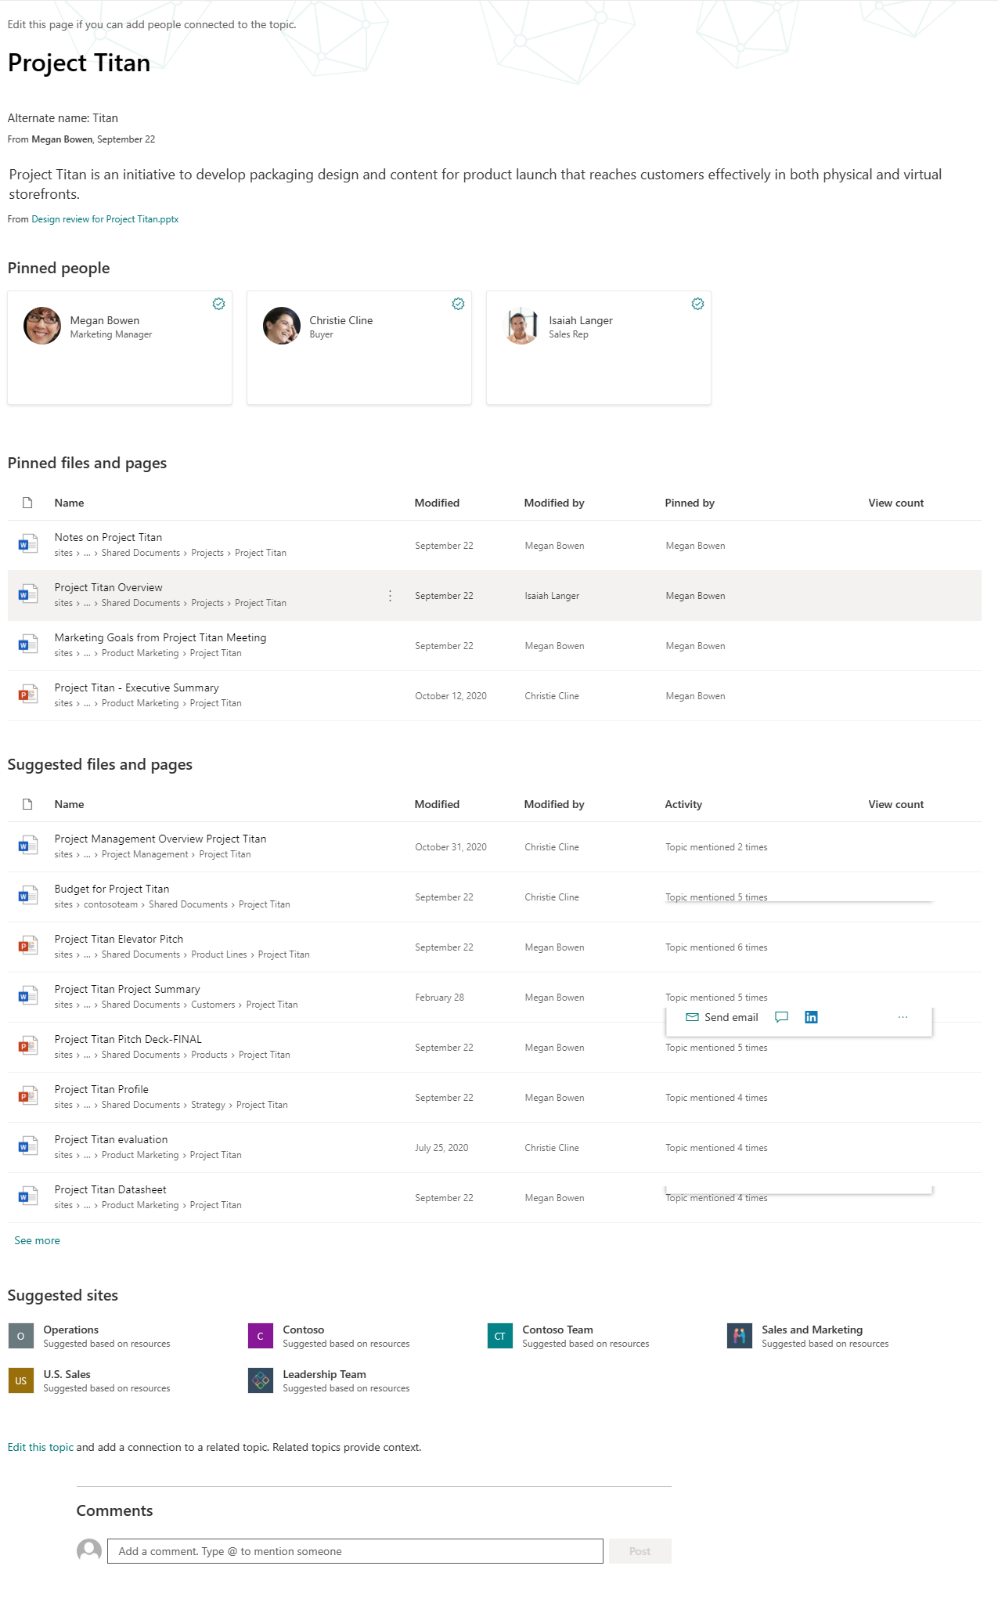 Edit this page if you can add people connected to the topic.
Project Titan
Alternate name: Titan
From Megan Bowen, September 22
Project Titan is an initiative to develop packaging design and content for product launch that reaches customers effectively in both physical and virtual
storefronts.
From Design review for Project Titan.pptx
Pinned people
Megan Bowen
Marketing Manager
Christie Cline
Buyer
Isaiah Langer
Sales Rep
Pinned files and pages
Name Modified Modified by Pinned by View count
Notes on Project Titan
sites > ... > Shared Documents > Projects > Project Titan
September 22 Megan Bowen Megan Bowen
Project Titan Overview
sites > ... > Shared Documents > Projects > Project Titan
September 22 Isaiah Langer Megan Bowen
Marketing Goals from Project Titan Meeting
sites > ... > Product Marketing > Project Titan
September 22 Megan Bowen Megan Bowen
Project Titan - Executive Summary
sites > ... > Product Marketing > Project Titan
October 12, 2020 Christie Cline Megan Bowen
Suggested files and pages
Name Modified Modified by Activity View count
Project Management Overview Project Titan
sites > ... > Project Management > Project Titan
October 31, 2020 Christie Cline Topic mentioned 2 times
Budget for Project Titan
sites > contosoteam > Shared Documents > Project Titan
September 22 Christie Cline Topic mentioned 5 times
Project Titan Elevator Pitch
sites > ... > Shared Documents > Product Lines > Project Titan
September 22 Megan Bowen Topic mentioned 6 times
Project Titan Project Summary
sites > ... > Shared Documents > Customers > Project Titan
February 28 Megan Bowen Topic mentioned 5 times
Send email
Project Titan Pitch Deck-FINAL
sites > ... > Shared Documents > Products > Project Titan
September 22 Megan Bowen Topic mentioned 5 times
Project Titan Profile
sites > ... > Shared Documents > Strategy > Project Titan
September 22 Megan Bowen Topic mentioned 4 times
Project Titan evaluation
sites > ... > Product Marketing > Project Titan
July 25, 2020 Christie Cline Topic mentioned 4 times
Project Titan Datasheet
sites > ... > Product Marketing > Project Titan
September 22 Megan Bowen Topic mentioned 4 times
See more
Suggested sites
O
Operations
Suggested based on resources
C
Contoso
Suggested based on resources
CT
Contoso Team
Suggested based on resources
Sales and Marketing
Suggested based on resources
US
U.S. Sales
Suggested based on resources
Leadership Team
Suggested based on resources
Edit this topic and add a connection to a related topic. Related topics provide context.
Comments
Add a comment. Type @ to mention someone
Post